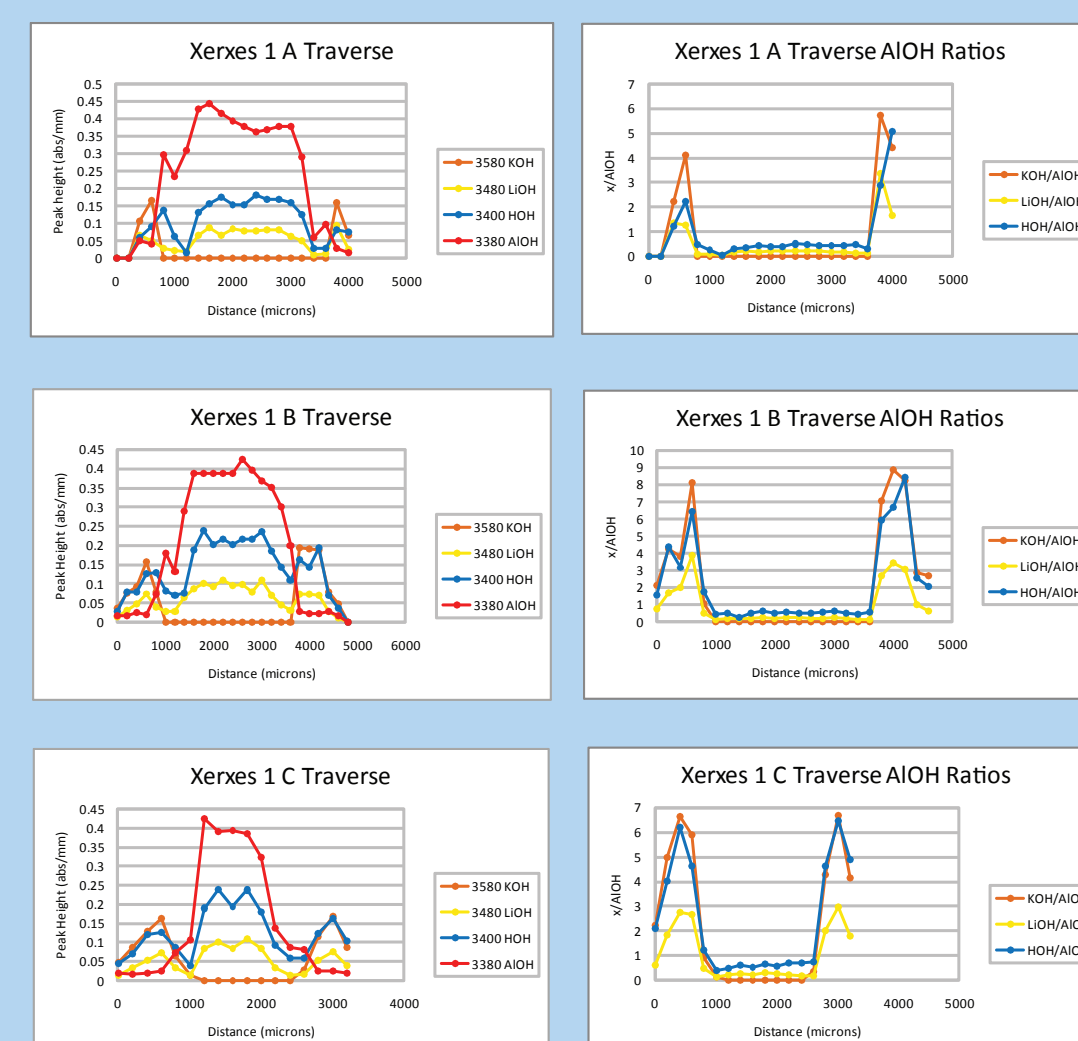 Xerxes 1 A Traverse
Peak height (abs/mm)
0.5
0.45
0.4
0.35
0.3
0.25
0.2
0.15
0.1
0.05
0
0 1000 2000 3000 4000 5000
Distance (microns)
3580 KOH
3480 LiOH
3400 HOH
3380 AlOH
Xerxes 1 A Traverse AlOH Ratios
x/AlOH
7
6
5
4
3
2
1
0
0 1000 2000 3000 4000 5000
Distance (microns)
KOH/AlOH
LiOH/AlOH
HOH/AlOH
Xerxes 1 B Traverse
Peak Height (abs/mm)
0.45
0.4
0.35
0.3
0.25
0.2
0.15
0.1
0.05
0
0 1000 2000 3000 4000 5000 6000
Distance (microns)
3580 KOH
3480 LiOH
3400 HOH
3380 AlOH
Xerxes 1 B Traverse AlOH Ratios
x/AlOH
10
9
8
7
6
5
4
3
2
1
0
0 1000 2000 3000 4000 5000
Distance (microns)
KOH/AlOH
LiOH/AlOH
HOH/AlOH
Xerxes 1 C Traverse
Peak Height (abs/mm)
0.45
0.4
0.35
0.3
0.25
0.2
0.15
0.1
0.05
0
0 1000 2000 3000 4000
Distance (microns)
3580 KOH
3480 LiOH
3400 HOH
3380 AlOH
Xerxes 1 C Traverse AlOH Ratios
x/AlOH
7
6
5
4
3
2
1
0
0 1000 2000 3000 4000 5000
Distance (microns)
KOH/AlO
LiOH/AlO
HOH/AlO